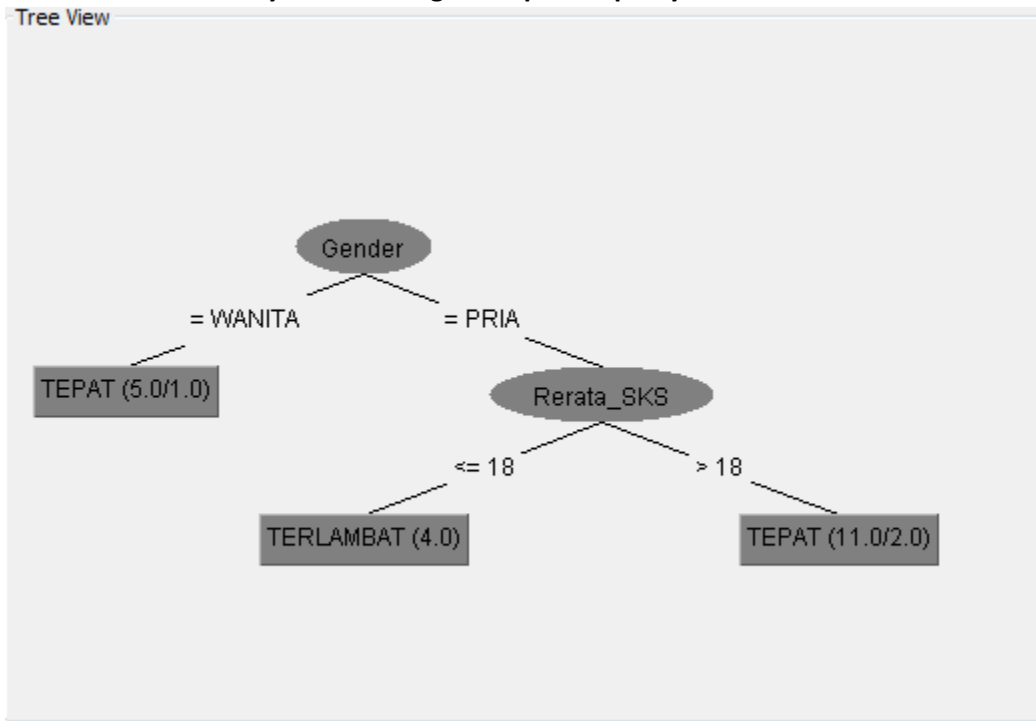 Tree View
Gender
= WANITA
= PRIA
TEPAT (5.0/1.0)
Rerata_SKS
<= 18
> 18
TERLAMBAT (4.0)
TEPAT (11.0/2.0)